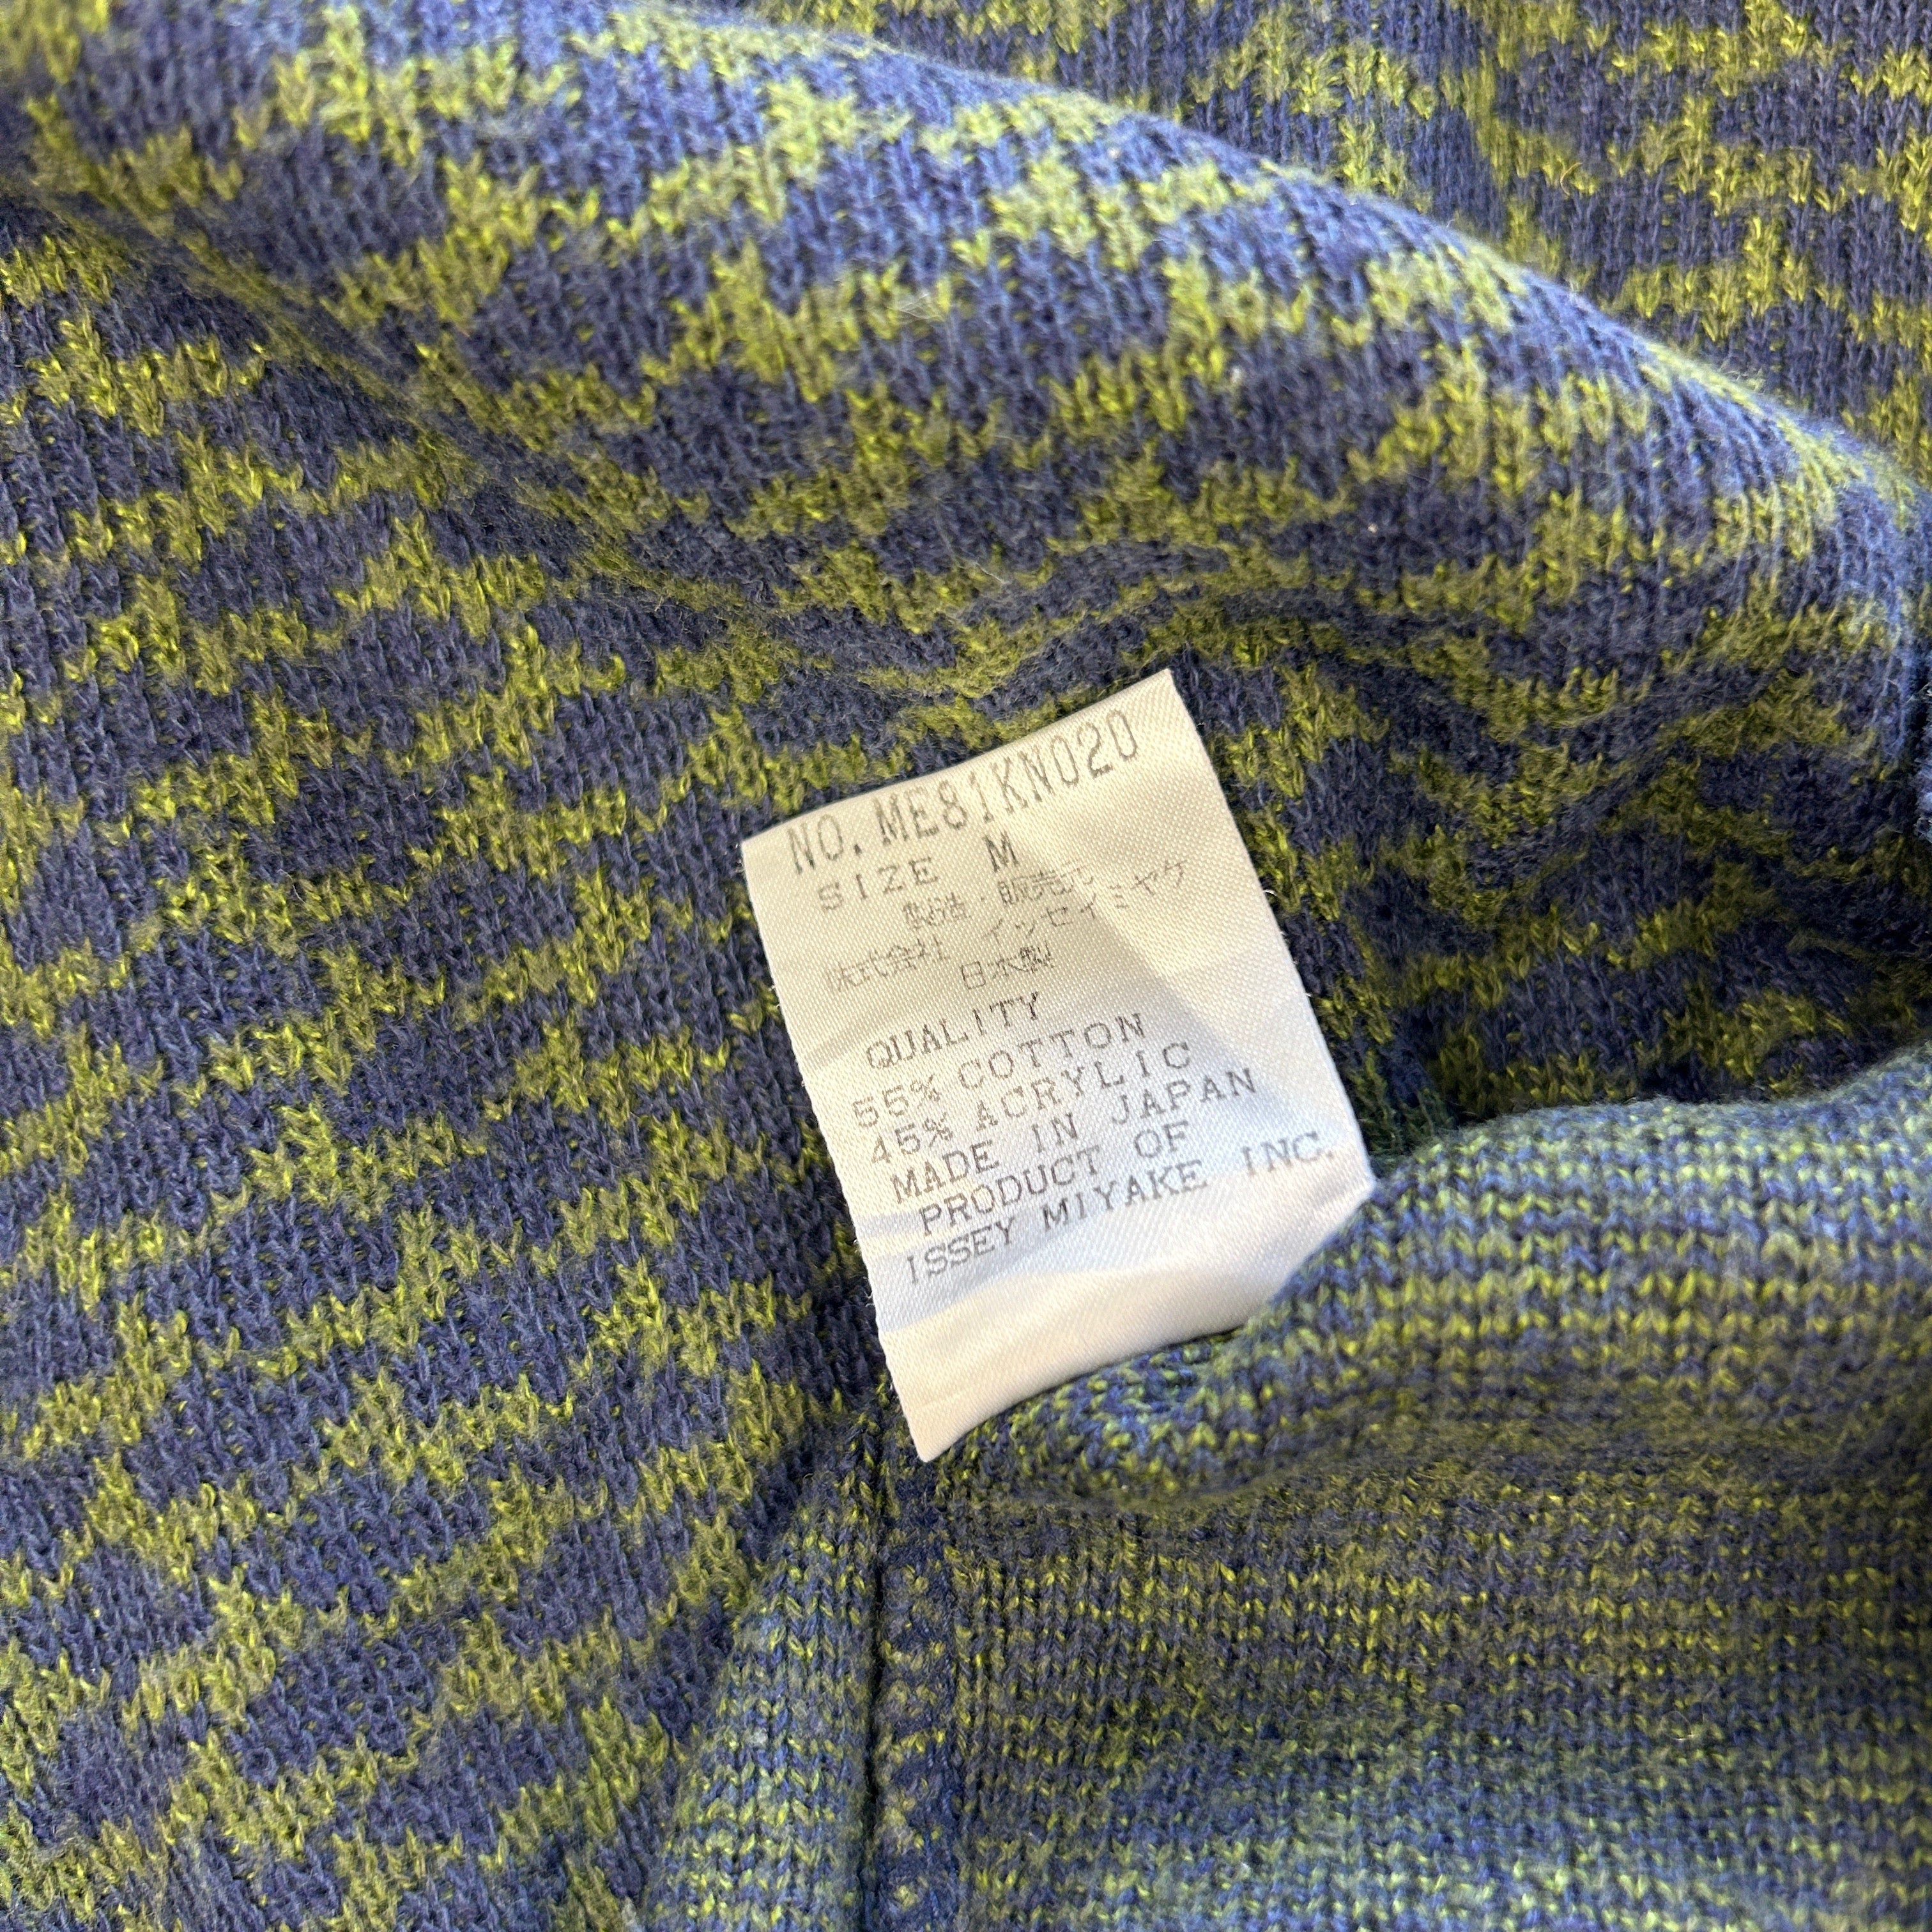 NO. ME81KN020
SIZE M
製造・販売元
株式会社 イッセイミヤケ
日本製
QUALITY
55% COTTON
45% ACRYLIC
MADE IN JAPAN
PRODUCT OF
ISSEY MIYAKE INC.